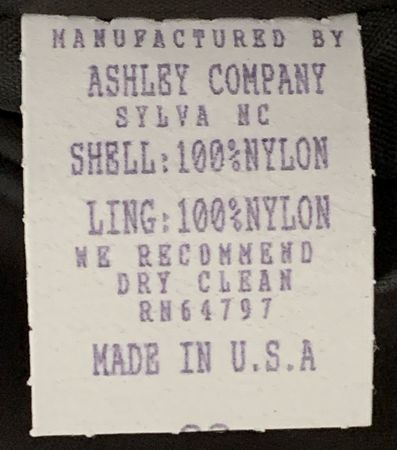 MANUFACTURED BY
ASHLEY COMPANY
SYLVA NC
SHELL:100%NYLON
LING:100%NYLON
WE RECOMMEND
DRY CLEAN
RN64797
MADE IN U.S.A